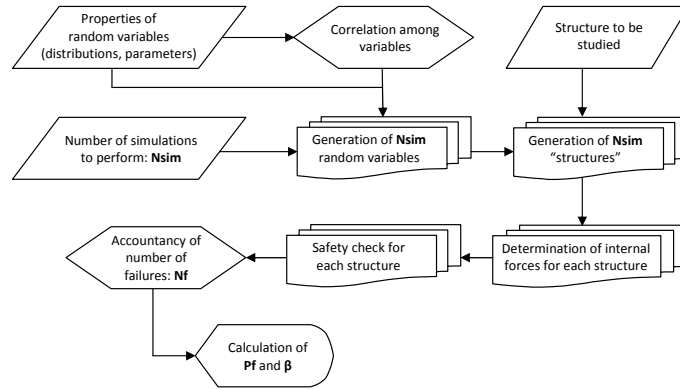 Properties of
random variables
(distributions, parameters)
Correlation among
variables
Structure to be
studied
Number of simulations
to perform: Nsim
Generation of Nsim
random variables
Generation of Nsim
“structures”
Accountancy of
number of
failures: Nf
Safety check for
each structure
Determination of internal
forces for each structure
Calculation of
Pf and β